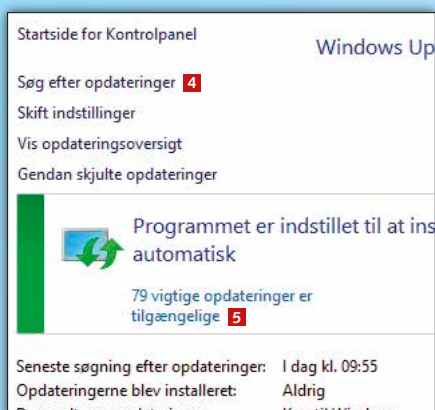 Startside for Kontrolpanel
Windows Up
Søg efter opdateringer 4
Skift indstillinger
Vis opdateringsoversigt
Gendan skjulte opdateringer
Programmet er indstillet til at ins
automatisk
79 vigtige opdateringer er
tilgængelige 5
Seneste søgning efter opdateringer: I dag kl. 09:55
Opdateringerne blev installeret: Aldrig